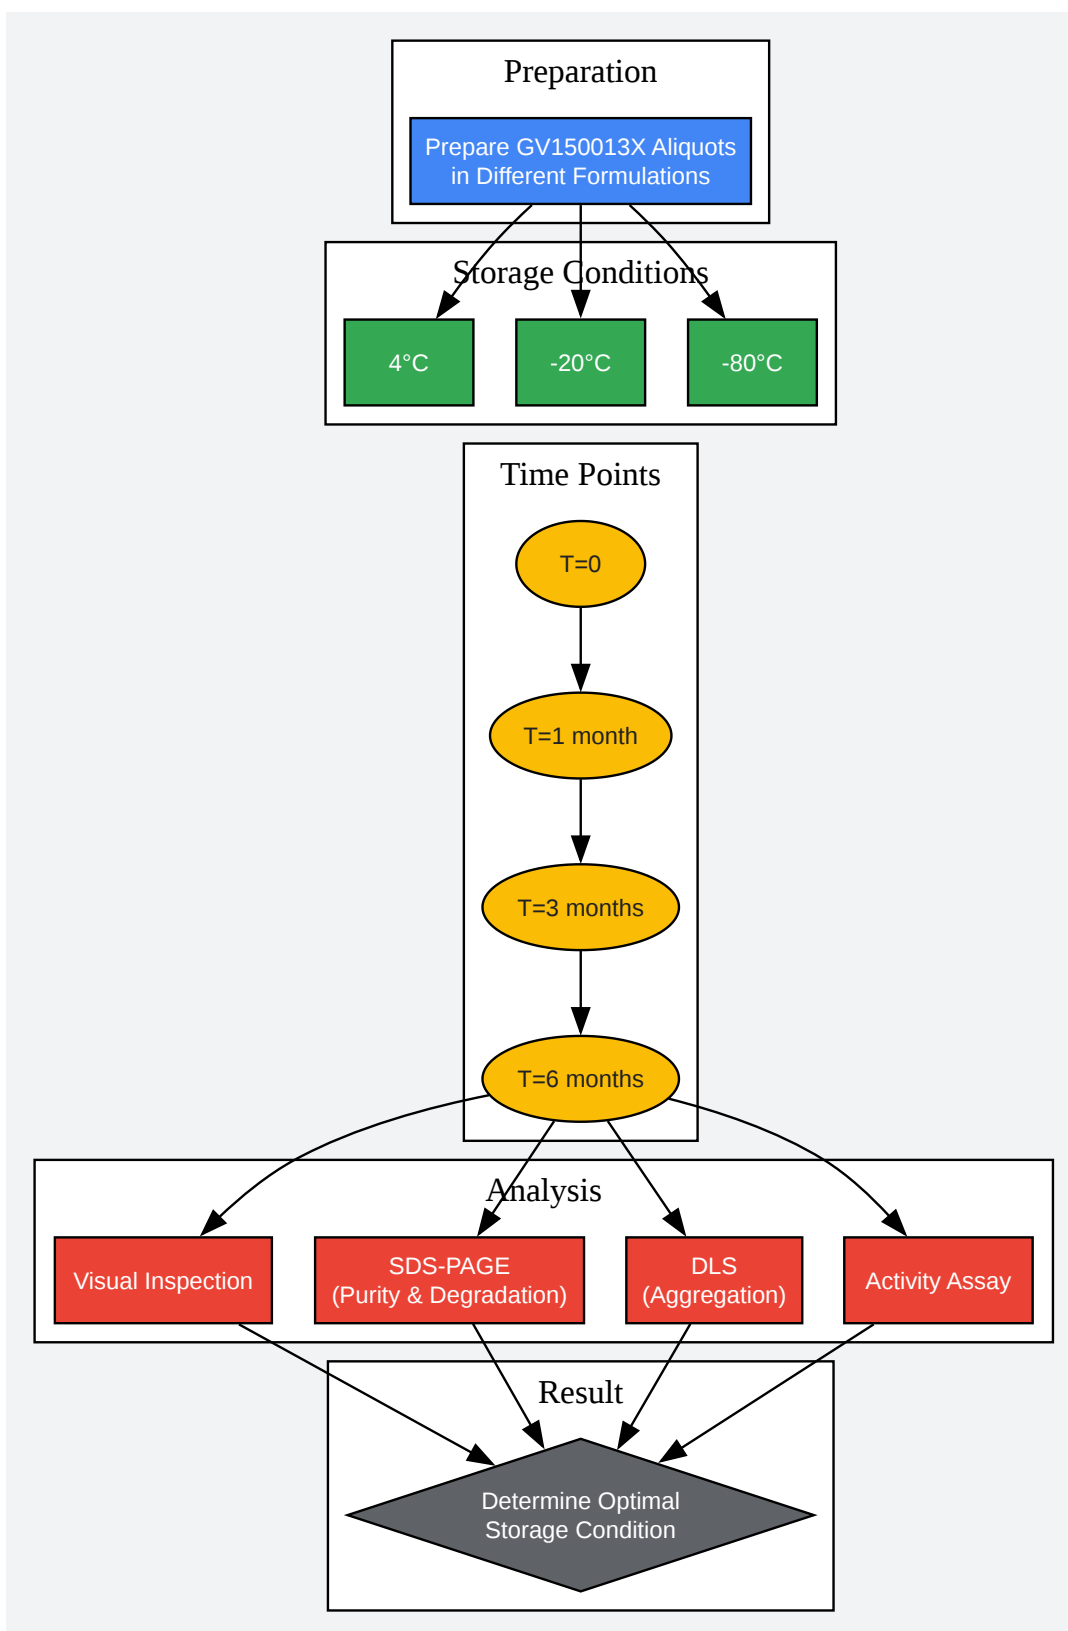 Preparation
Prepare GV150013X Aliquots
in Different Formulations
Storage Conditions
4°C
-20°C
-80°C
Time Points
T=0
T=1 month
T=3 months
T=6 months
Analysis
Visual Inspection
SDS-PAGE
(Purity & Degradation)
DLS
(Aggregation)
Activity Assay
Result
Determine Optimal
Storage Condition